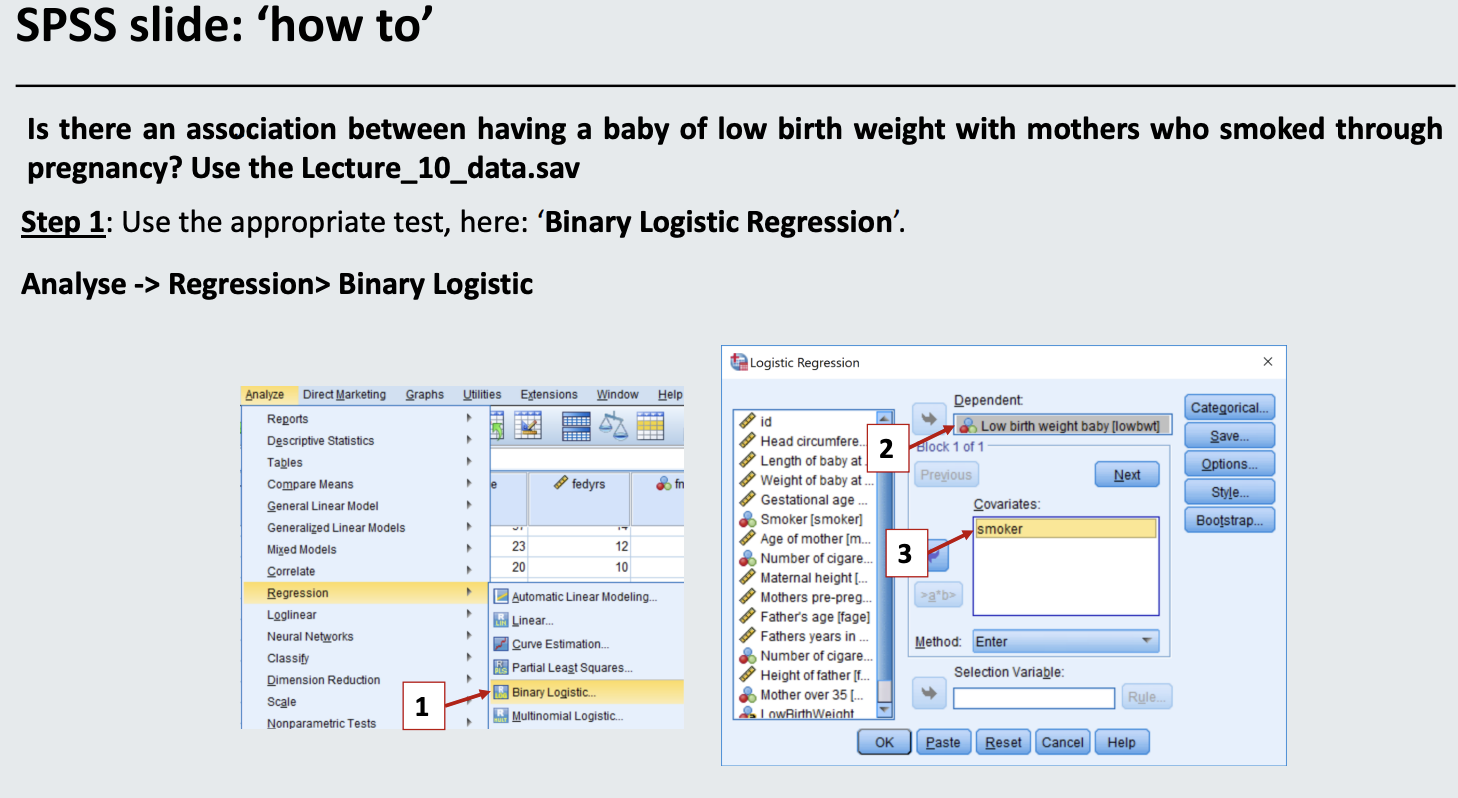 SPSS slide: ‘how to’
Is there an association between having a baby of low birth weight with mothers who smoked through
pregnancy? Use the Lecture_10_data.sav
Step 1: Use the appropriate test, here: ‘Binary Logistic Regression’.
Analyse -> Regression> Binary Logistic
Analyze Direct Marketing Graphs Utilities Extensions Window Help
Reports
Descriptive Statistics
Tables
Compare Means
General Linear Model
Generalized Linear Models
Mixed Models
Correlate
Regression
Loglinear
Neural Networks
Classify
Dimension Reduction
Scale
Nonparametric Tests
e fedyrs fn
23 12
20 10
Automatic Linear Modeling...
Linear...
Curve Estimation...
Partial Least Squares...
Binary Logistic...
Multinomial Logistic...
1
Logistic Regression
id
Head circumfere...
Length of baby at
Weight of baby at ...
Gestational age ...
Smoker [smoker]
Age of mother [m...
Number of cigare...
Maternal height [...
Mothers pre-preg...
Father's age [fage]
Fathers years in ...
Number of cigare...
Height of father [f...
Mother over 35 [...
LowBirthWeight
Dependent:
Low birth weight baby [lowbwt]
2
Block 1 of 1
Previous Next
Covariates:
smoker
3
>a*b>
Method: Enter
Selection Variable:
Rule...
Categorical...
Save...
Options...
Style...
Bootstrap...
OK Paste Reset Cancel Help